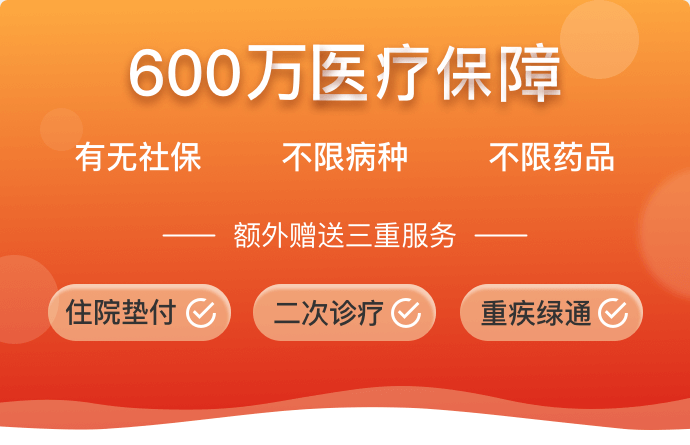 600万医疗保障
有无社保 不限病种 不限药品
额外赠送三重服务
住院垫付 二次诊疗 重疾绿通